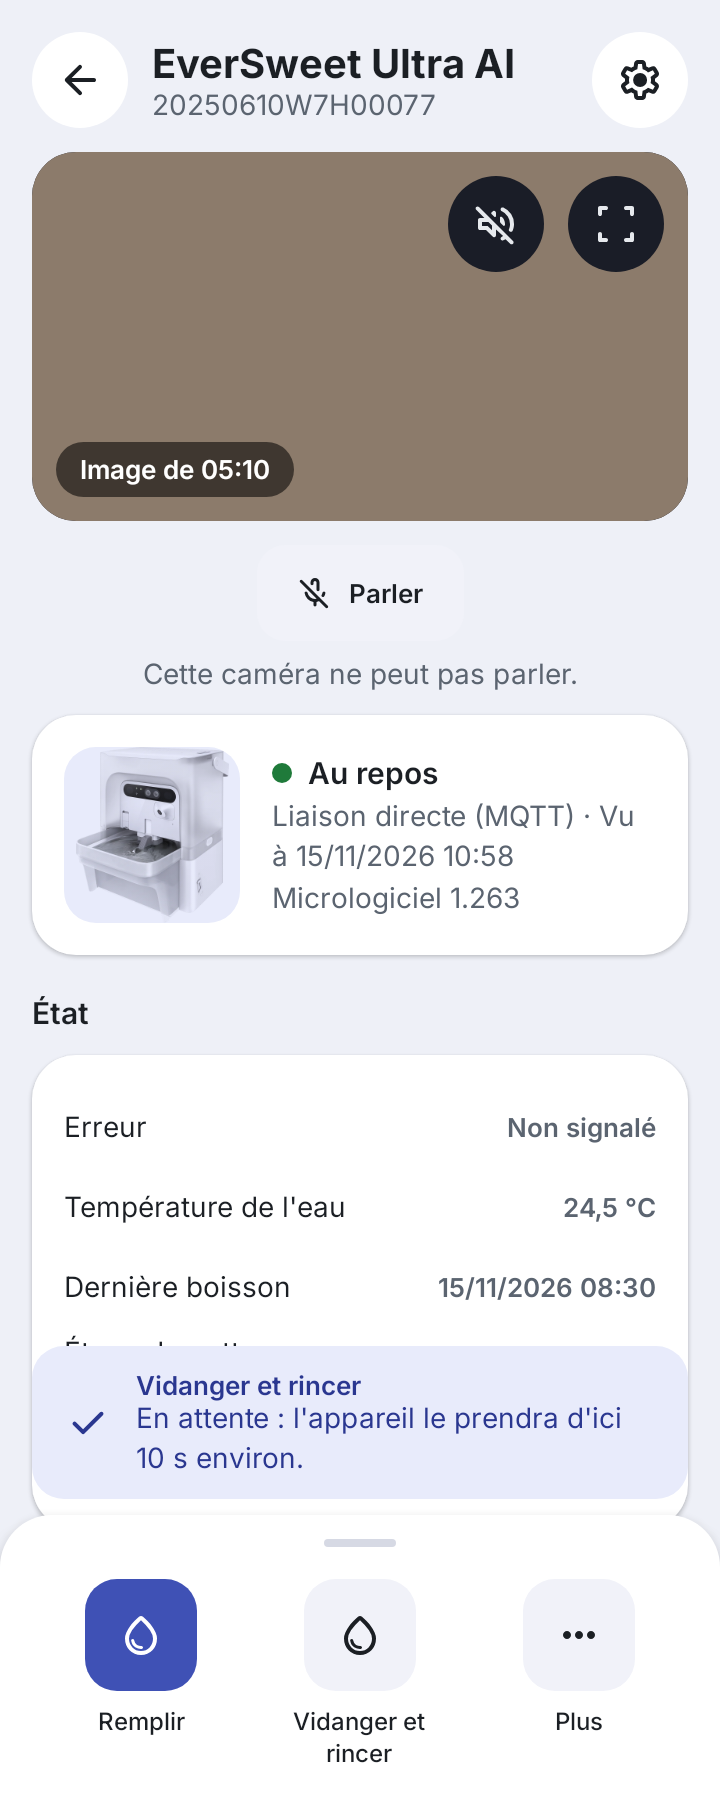 EverSweet Ultra AI
20250610W7H00077
Image de 05:10
Parler
Cette caméra ne peut pas parler.
Au repos
Liaison directe (MQTT) · Vu
à 15/11/2026 10:58
Micrologiciel 1.263
État
Erreur
Non signalé
Température de l'eau
24,5 °C
Dernière boisson
15/11/2026 08:30
Vidanger et rincer
En attente : l'appareil le prendra d'ici
10 s environ.
Remplir
Vidanger et
rincer
Plus